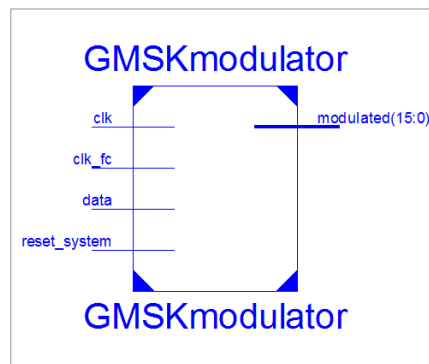 GMSKmodulator
clk
modulated(15:0)
clk_fc
data
reset_system
GMSKmodulator